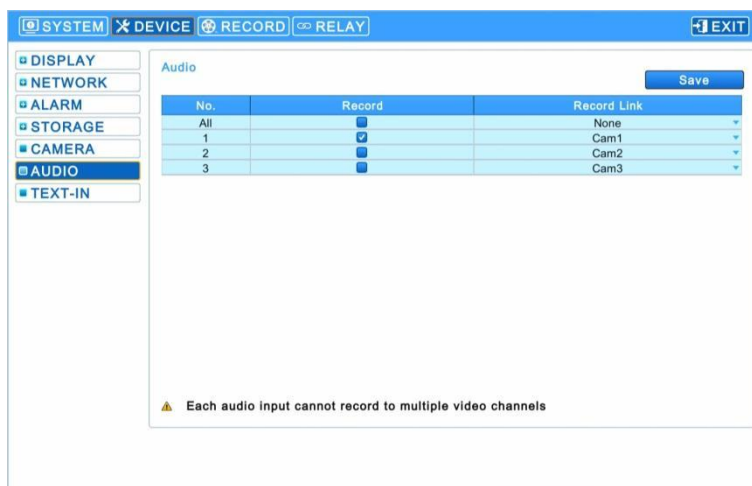 SYSTEM DEVICE RECORD RELAY EXIT
DISPLAY
NETWORK
ALARM
STORAGE
CAMERA
AUDIO
TEXT-IN
Audio
Save
No. Record Record Link
All None
1 Cam1
2 Cam2
3 Cam3
Each audio input cannot record to multiple video channels